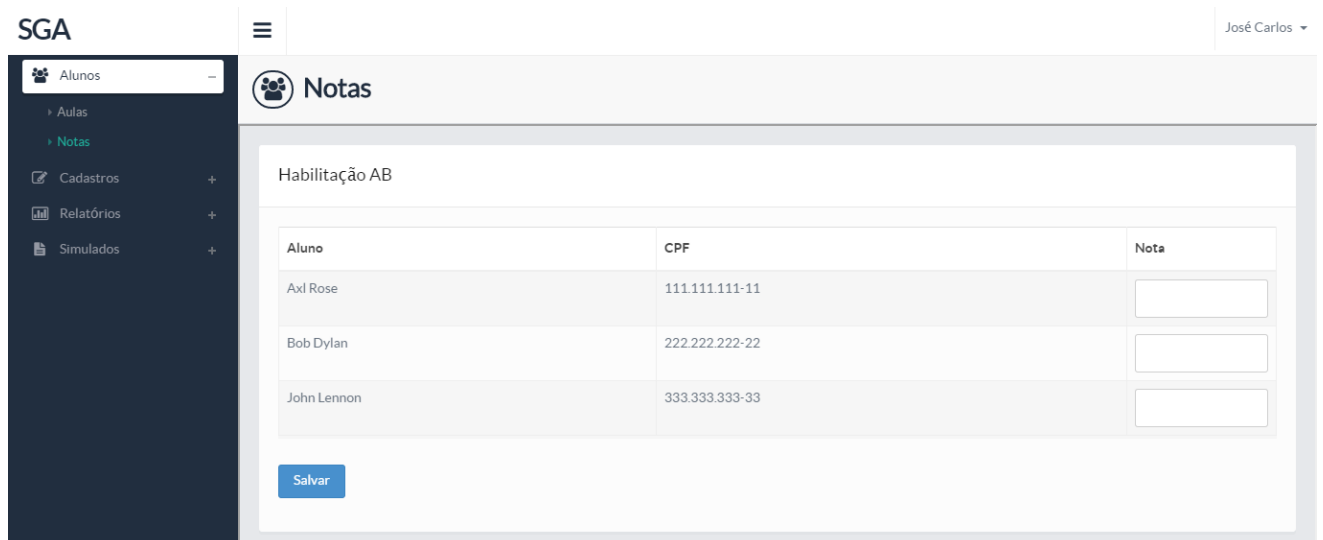 SGA
José Carlos
Alunos
Aulas
Notas
Cadastros
Relatórios
Simulados
Notas
Habilitação AB
Aluno CPF Nota
Axl Rose 111.111.111-11
Bob Dylan 222.222.222-22
John Lennon 333.333.333-33
Salvar